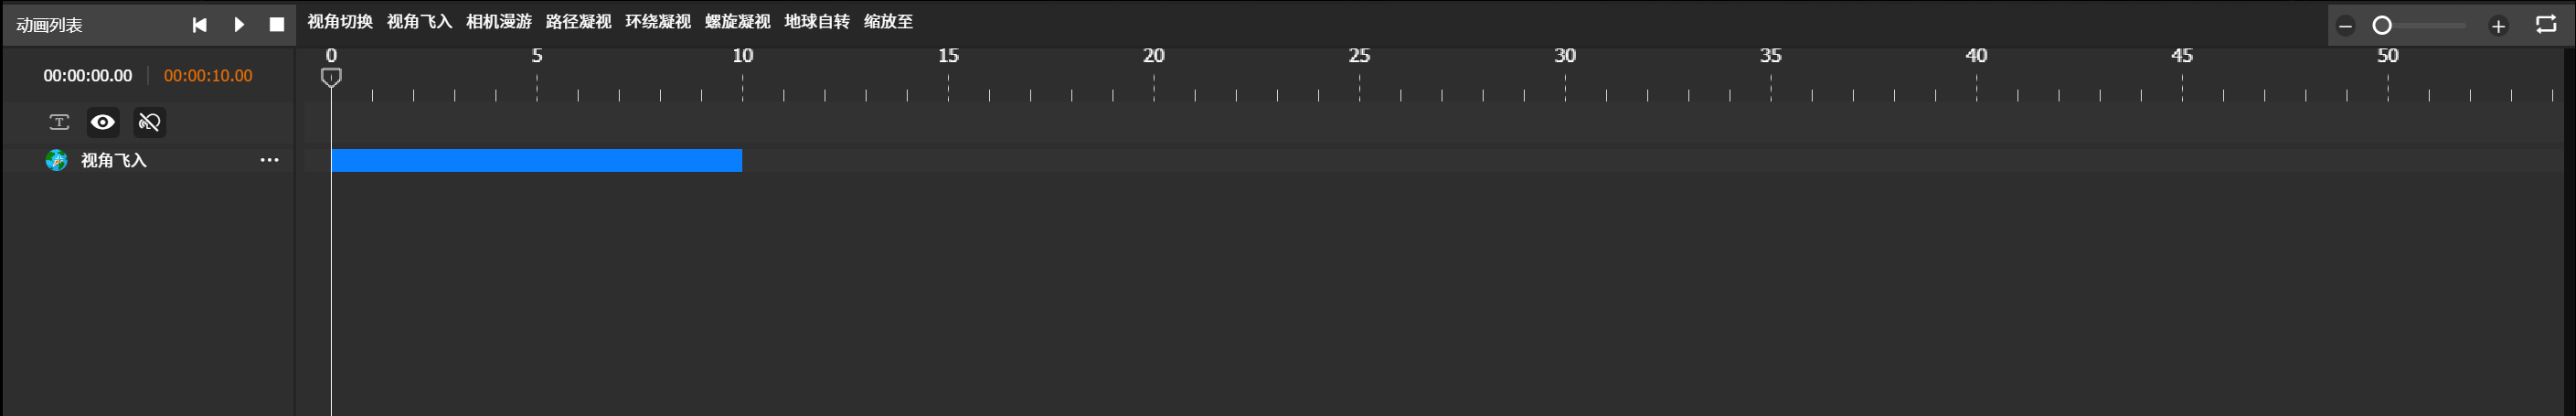 动画列表 视角切换 视角飞入 相机漫游 路径凝视 环绕凝视 螺旋凝视 地球自转 缩放至
0 5 10 15 20 25 30 35 40 45 50
00:00:00.00 00:00:10.00
T
视角飞入